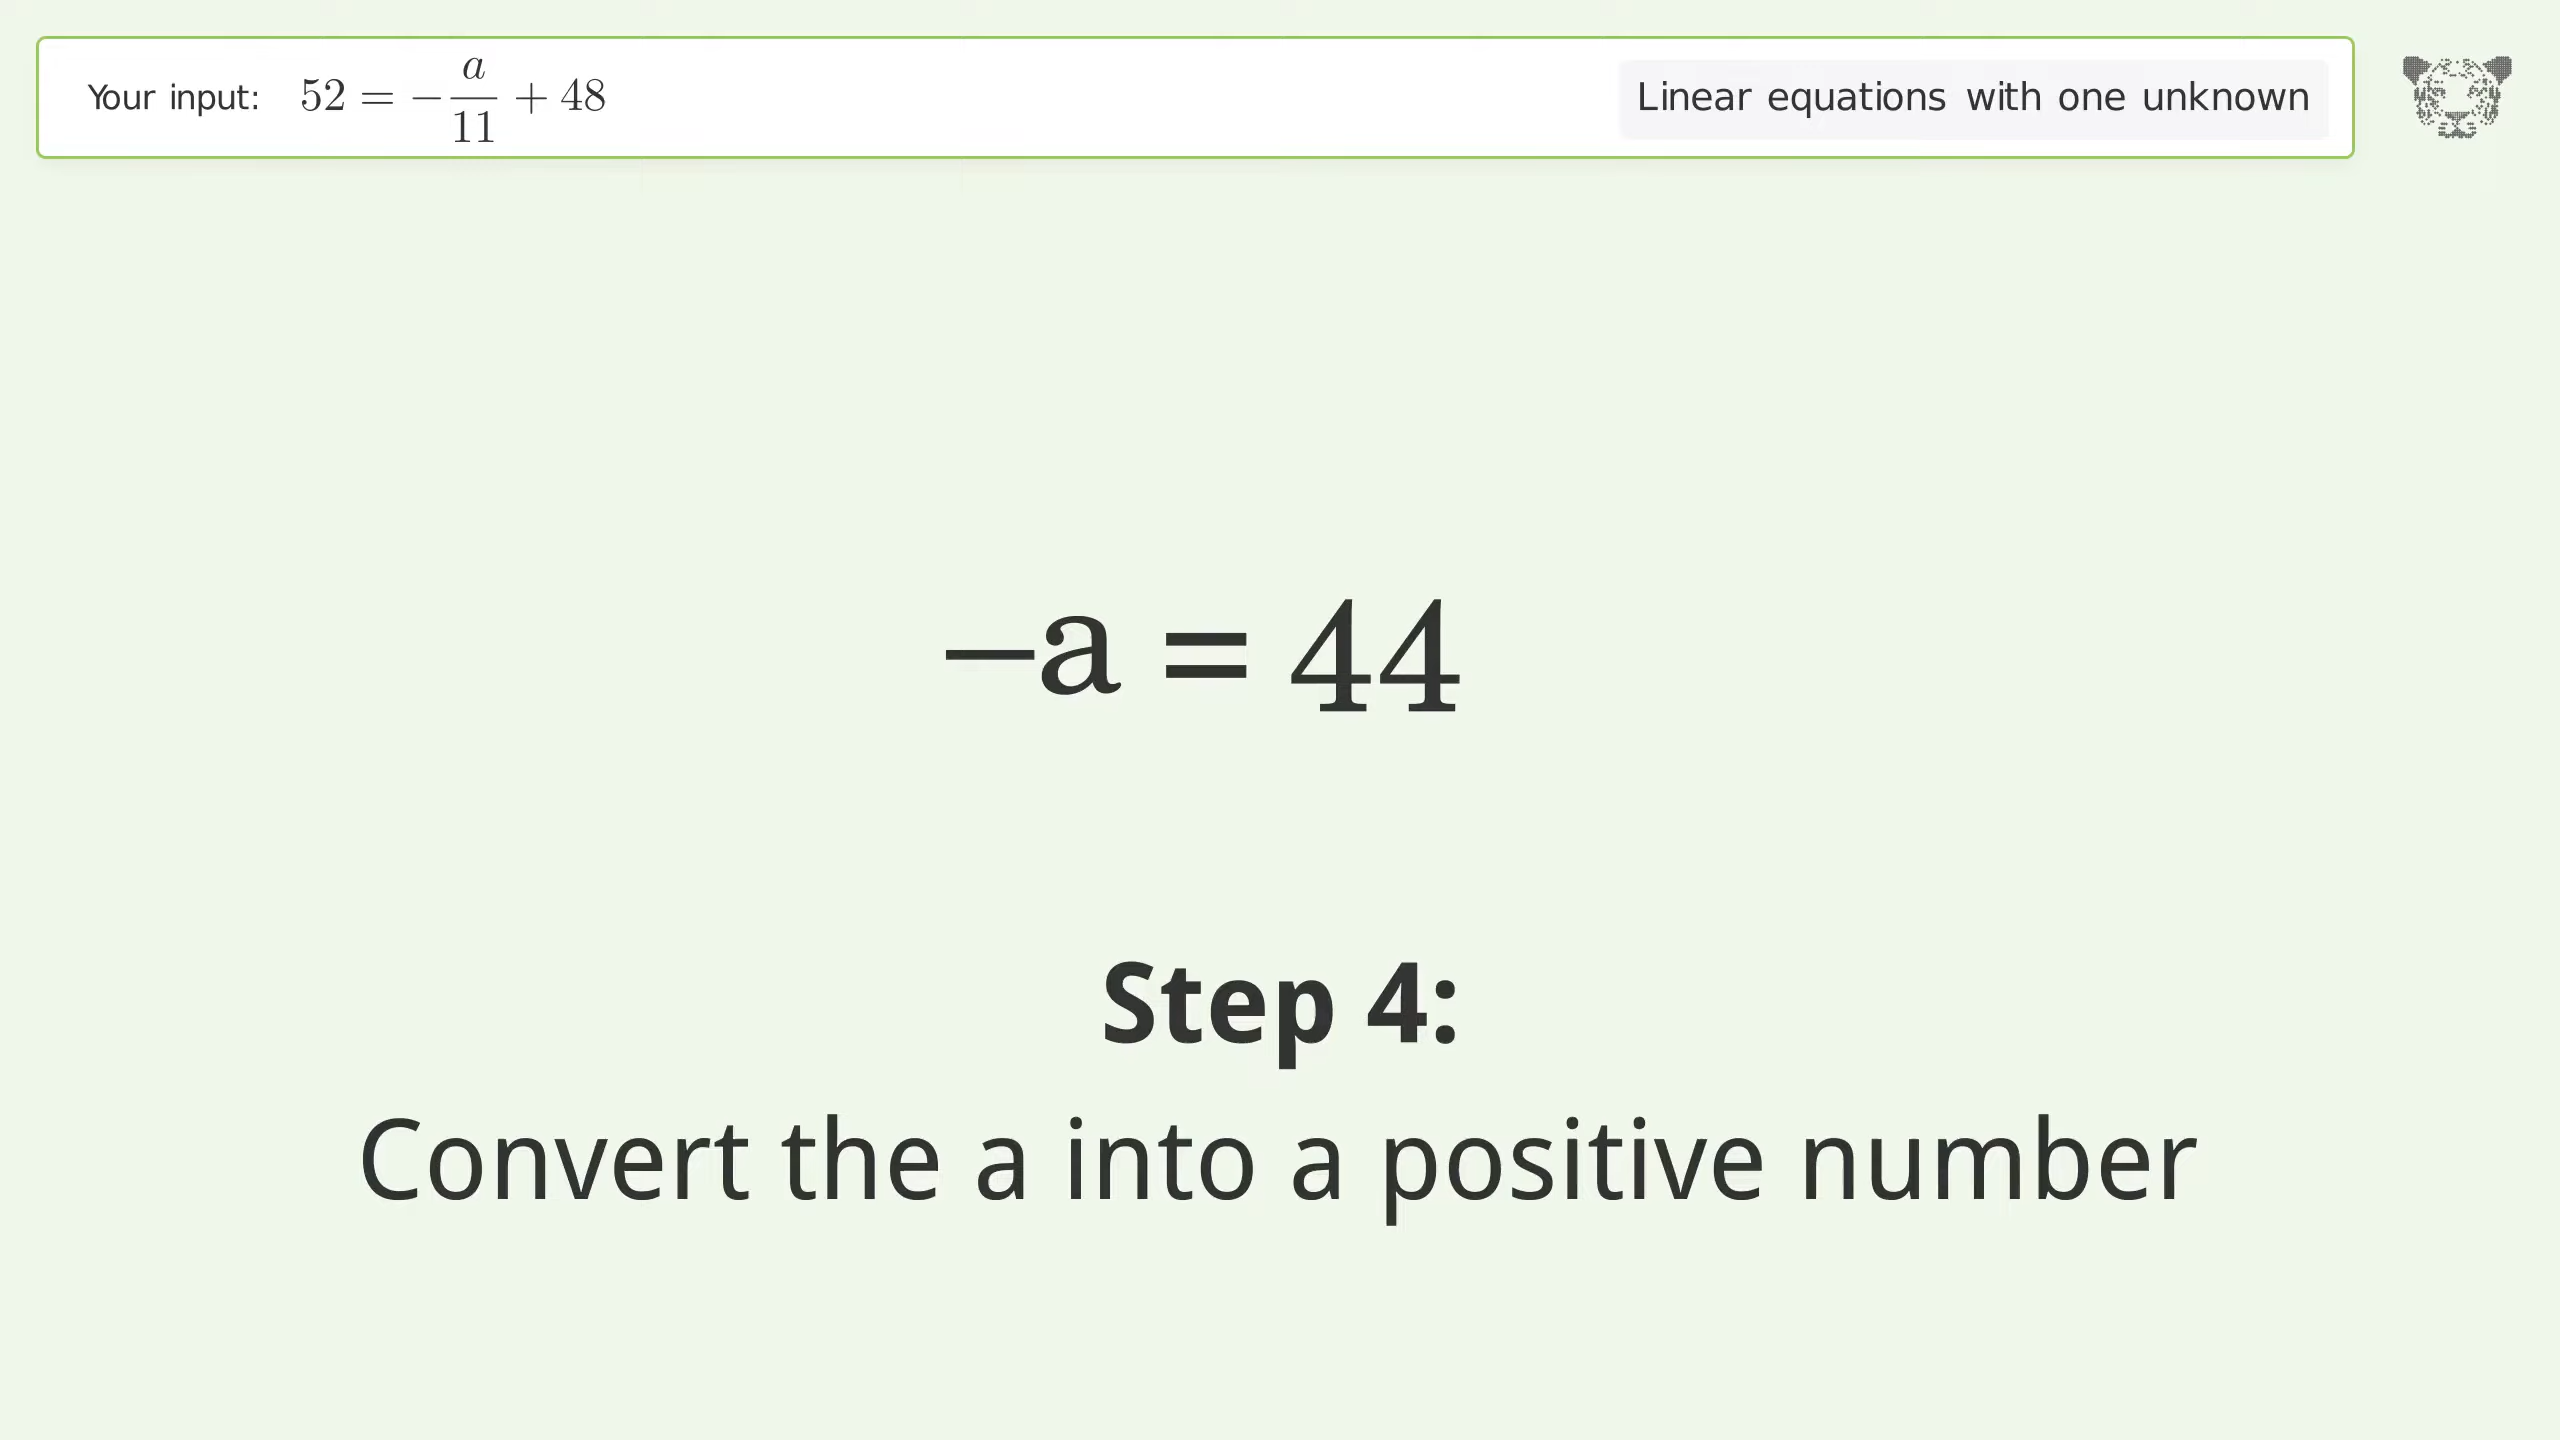 Your input: 52 = −a/11 + 48
Linear equations with one unknown
−a = 44
Step 4:
Convert the a into a positive number